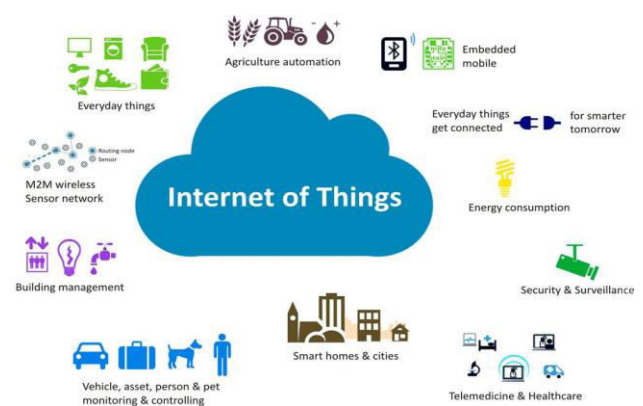 Agriculture automation
Embedded
mobile
Everyday things
Everyday things
get connected
for smarter
tomorrow
Routing node
Sensor
M2M wireless
Sensor network
Internet of Things
Energy consumption
Building management
Security & Surveillance
Smart homes & cities
Vehicle, asset, person & pet
monitoring & controlling
Telemedicine & Healthcare